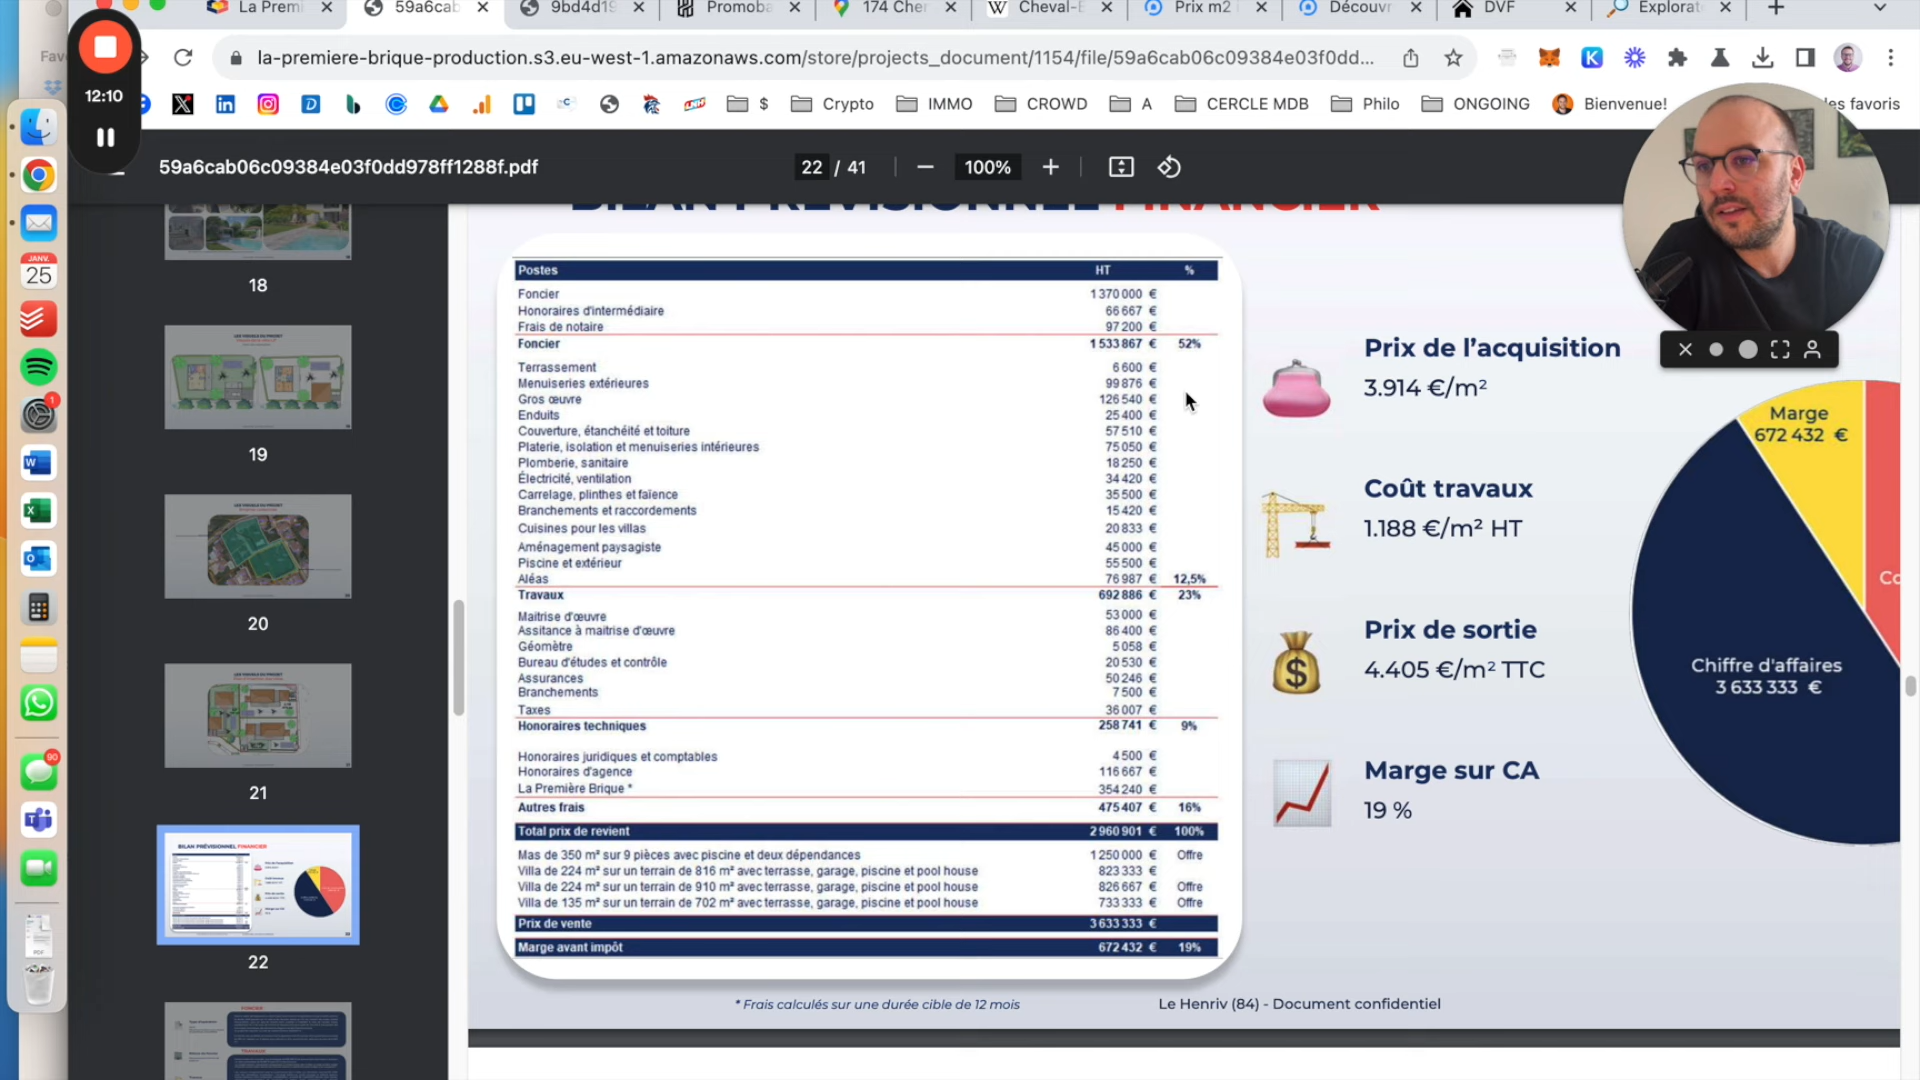 La Premi
59a6cab
9bd4d19
Promoba
174 Cher
Cheval-E
Prix m2
Découvr
DVF
Explorat
Fav
la-premiere-brique-production.s3.eu-west-1.amazonaws.com/store/projects_document/1154/file/59a6cab06c09384e03f0dd...
12:10
$
Crypto
IMMO
CROWD
A
CERCLE MDB
Philo
ONGOING
Bienvenue!
les favoris
59a6cab06c09384e03f0dd978ff1288f.pdf
22 / 41
100%
JANV.
25
1
90
PDF
18
19
20
21
BILAN PRÉVISIONNEL FINANCIER
22
BILAN PRÉVISIONNEL FINANCIER
Postes HT %
Foncier 1 370 000 €
Honoraires d'intermédiaire 66 667 €
Frais de notaire 97 200 €
Foncier 1 533 867 € 52%
Terrassement 6 600 €
Menuiseries extérieures 99 876 €
Gros œuvre 126 540 €
Enduits 25 400 €
Couverture, étanchéité et toiture 57 510 €
Platerie, isolation et menuiseries intérieures 75 050 €
Plomberie, sanitaire 18 250 €
Électricité, ventilation 34 420 €
Carrelage, plinthes et faïence 35 500 €
Branchements et raccordements 15 420 €
Cuisines pour les villas 20 833 €
Aménagement paysagiste 45 000 €
Piscine et extérieur 55 500 €
Aléas 76 987 € 12,5%
Travaux 692 886 € 23%
Maitrise d'œuvre 53 000 €
Assitance à maitrise d'œuvre 86 400 €
Géomètre 5 058 €
Bureau d'études et contrôle 20 530 €
Assurances 50 246 €
Branchements 7 500 €
Taxes 36 007 €
Honoraires techniques 258 741 € 9%
Honoraires juridiques et comptables 4 500 €
Honoraires d'agence 116 667 €
La Première Brique * 354 240 €
Autres frais 475 407 € 16%
Total prix de revient 2 960 901 € 100%
Mas de 350 m² sur 9 pièces avec piscine et deux dépendances 1 250 000 € Offre
Villa de 224 m² sur un terrain de 816 m² avec terrasse, garage, piscine et pool house 823 333 €
Villa de 224 m² sur un terrain de 910 m² avec terrasse, garage, piscine et pool house 826 667 € Offre
Villa de 135 m² sur un terrain de 702 m² avec terrasse, garage, piscine et pool house 733 333 € Offre
Prix de vente 3 633 333 €
Marge avant impôt 672 432 € 19%
Prix de l'acquisition
3.914 €/m²
Coût travaux
1.188 €/m² HT
Prix de sortie
4.405 €/m² TTC
Marge sur CA
19 %
Marge
672 432 €
Co
Chiffre d'affaires
3 633 333 €
* Frais calculés sur une durée cible de 12 mois
Le Henriv (84) - Document confidentiel